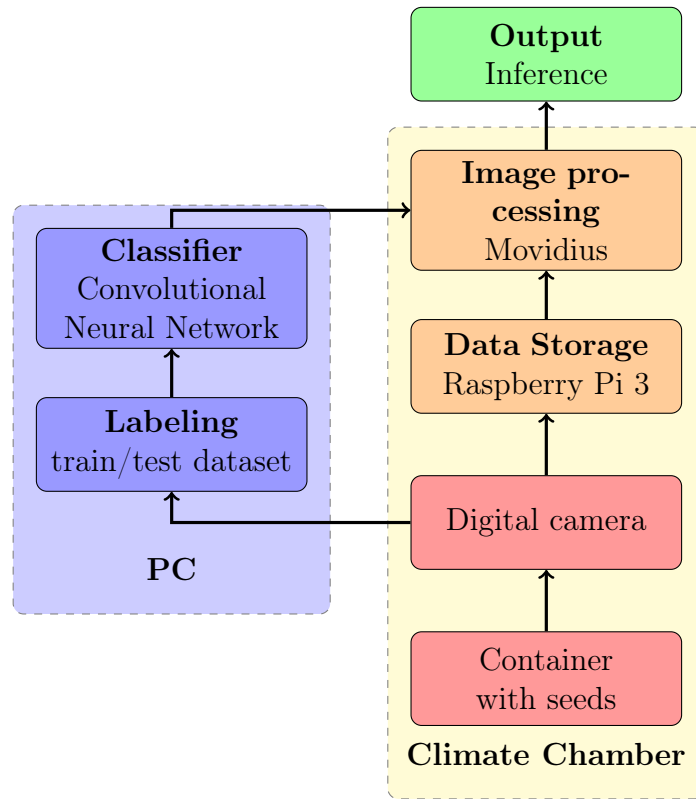 Output
Inference
Image pro-
cessing
Movidius
Classifier
Convolutional
Neural Network
Data Storage
Raspberry Pi 3
Labeling
train/test dataset
Digital camera
PC
Container
with seeds
Climate Chamber